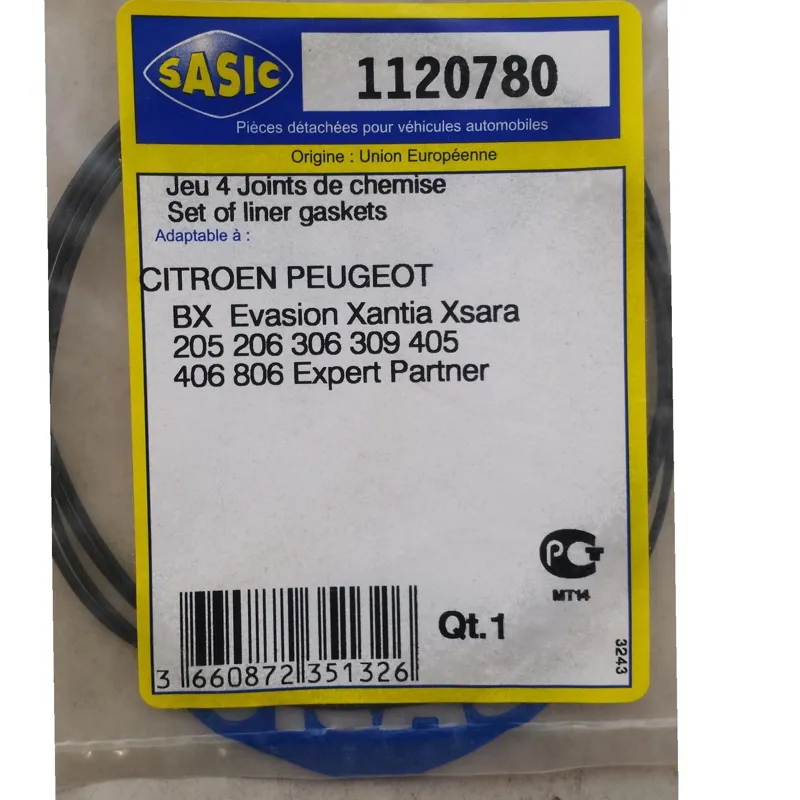 SASIC
1120780
Pièces détachées pour véhicules automobiles
Origine : Union Européenne
Jeu 4 Joints de chemise
Set of liner gaskets
Adaptable à :
CITROEN PEUGEOT
BX Evasion Xantia Xsara
205 206 306 309 405
406 806 Expert Partner
PCT
MT14
Qt.1
3 660872 351326
3243